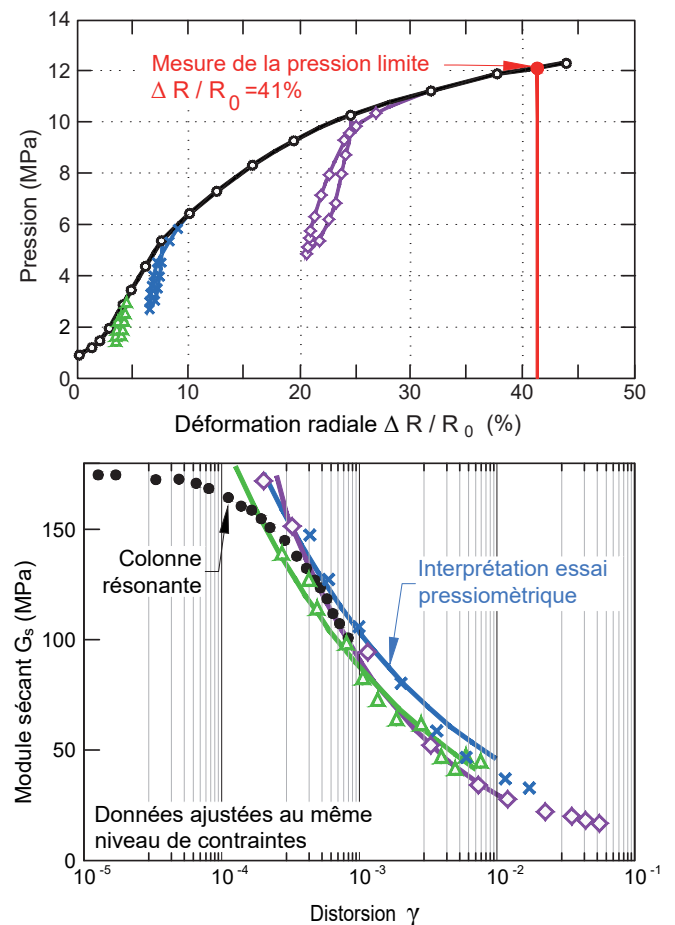 14
12
10
8
6
4
2
0
Pression (MPa)
Mesure de la pression limite
Δ R / R0 =41%
0
10
20
30
40
50
Déformation radiale Δ R / R0 (%)
150
100
50
0
Module sécant Gs (MPa)
Colonne
résonante
Interprétation essai
pressiomètrique
Données ajustées au même
niveau de contraintes
10-5
10-4
10-3
10-2
10-1
Distorsion γ